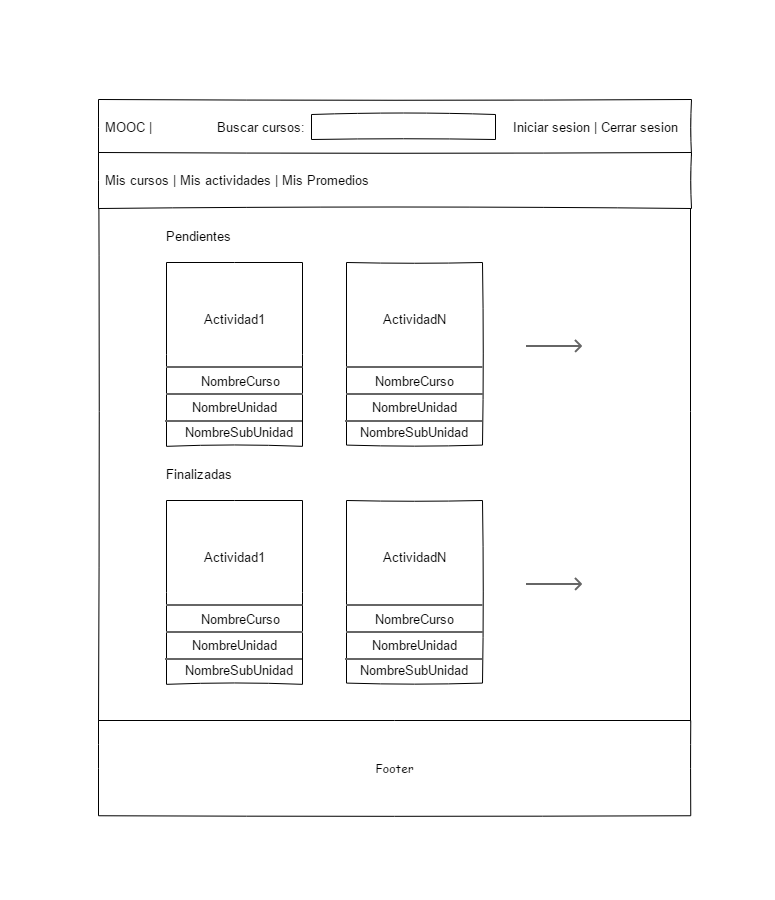 MOOC | Buscar cursos: Iniciar sesion | Cerrar sesion
Mis cursos | Mis actividades | Mis Promedios
Pendientes
Actividad1 ActividadN
NombreCurso NombreCurso
NombreUnidad NombreUnidad
NombreSubUnidad NombreSubUnidad
Finalizadas
Actividad1 ActividadN
NombreCurso NombreCurso
NombreUnidad NombreUnidad
NombreSubUnidad NombreSubUnidad
Footer